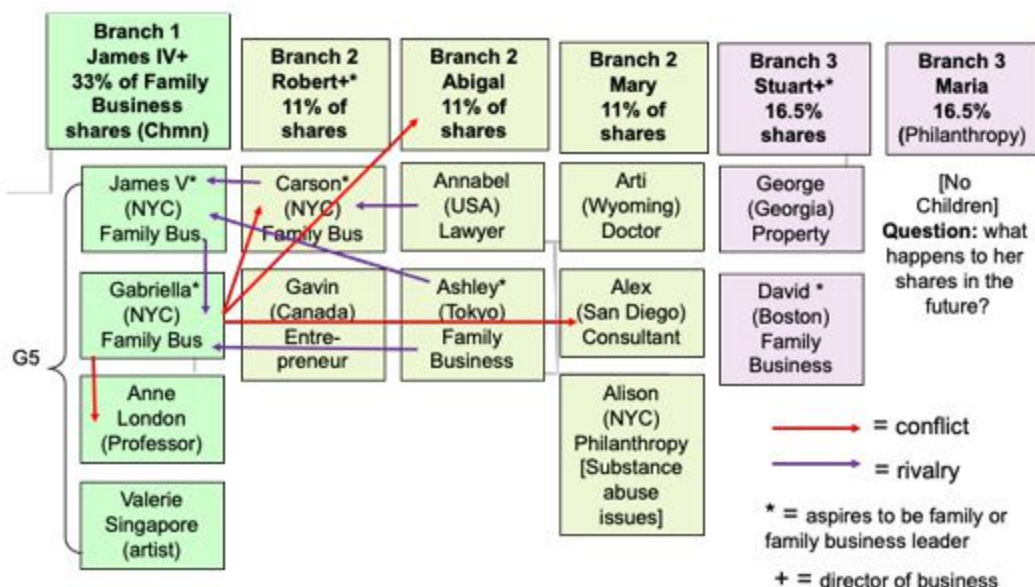 Branch 1
James IV+
33% of Family
Business
shares (Chmn)
Branch 2
Robert+*
11% of
shares
Branch 2
Abigal
11% of
shares
Branch 2
Mary
11% of
shares
Branch 3
Stuart+*
16.5%
shares
Branch 3
Maria
16.5%
(Philanthropy)
G5
James V*
(NYC)
Family Bus
Carson*
(NYC)
Family Bus
Annabel
(USA)
Lawyer
Arti
(Wyoming)
Doctor
George
(Georgia)
Property
[No
Children]
Question: what
happens to her
shares in the
future?
Gabriella*
(NYC)
Family Bus
Gavin
(Canada)
Entre-
preneur
Ashley*
(Tokyo)
Family
Business
Alex
(San Diego)
Consultant
David *
(Boston)
Family
Business
Anne
London
(Professor)
Alison
(NYC)
Philanthropy
[Substance
abuse
issues]
Valerie
Singapore
(artist)
= conflict
= rivalry
* = aspires to be family or
family business leader
+ = director of business